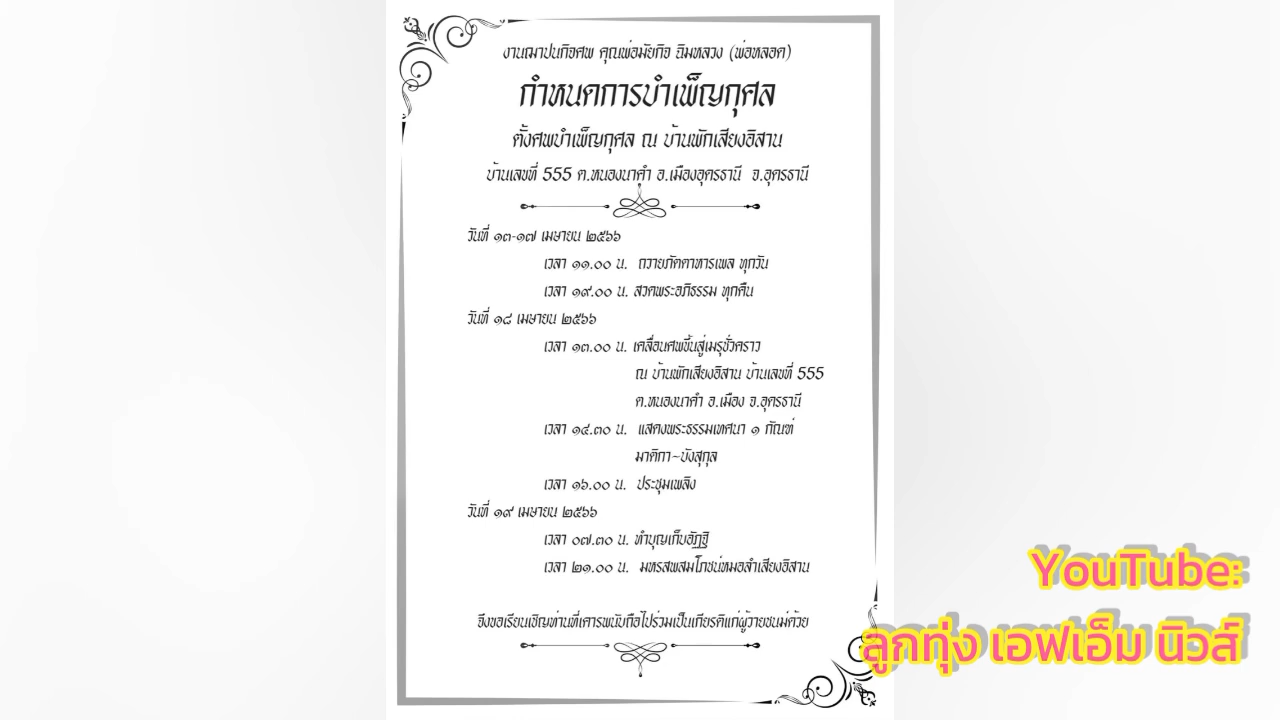 งานฌาปนกิจศพ คุณพ่อมัยกิจ ฉิมหลวง (พ่อหลอด)
กำหนดการบำเพ็ญกุศล
ตั้งศพบำเพ็ญกุศล ณ บ้านพักเสียงอิสาน
บ้านเลขที่ 555 ต.หนองนาคำ อ.เมืองอุดรธานี จ.อุดรธานี
วันที่ ๑๓-๑๗ เมษายน ๒๕๖๖
เวลา ๑๑.๐๐ น. ถวายภัตตาหารเพล ทุกวัน
เวลา ๑๙.๐๐ น. สวดพระอภิธรรม ทุกคืน
วันที่ ๑๘ เมษายน ๒๕๖๖
เวลา ๑๓.๐๐ น. เคลื่อนศพขึ้นสู่เมรุชั่วคราว
ณ บ้านพักเสียงอิสาน บ้านเลขที่ 555
ต.หนองนาคำ อ.เมือง จ.อุดรธานี
เวลา ๑๔.๓๐ น. แสดงพระธรรมเทศนา ๑ กัณฑ์
มาติกา~บังสุกุล
เวลา ๑๖.๐๐ น. ประชุมเพลิง
วันที่ ๑๙ เมษายน ๒๕๖๖
เวลา ๐๗.๓๐ น. ทำบุญเก็บอัฏฐิ
เวลา ๒๑.๐๐ น. มหรสพสมโภชน์หมอลำเสียงอิสาน
จึงขอเรียนเชิญท่านที่เคารพนับถือไปร่วมเป็นเกียรติแก่ผู้วายชนม์ด้วย
YouTube:
ลูกทุ่ง เอฟเอ็ม นิวส์